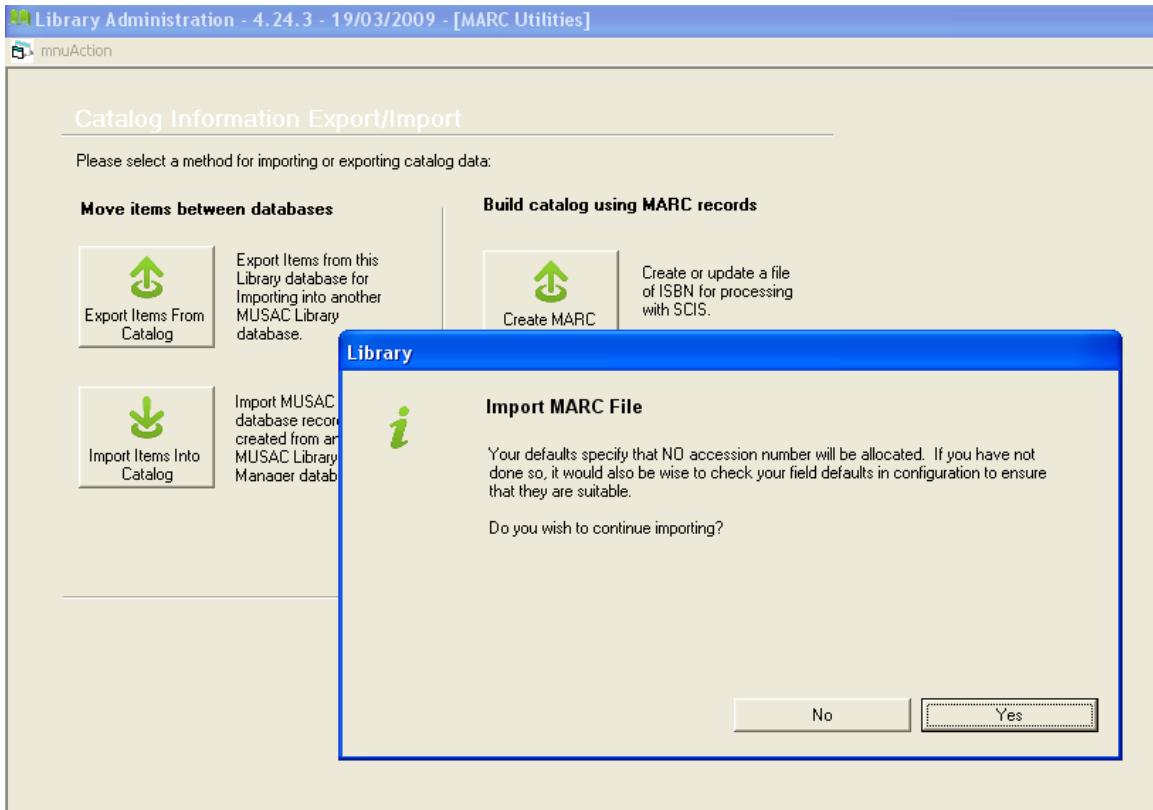 Library Administration - 4.24.3 - 19/03/2009 - [MARC Utilities]
mnuAction
Catalog Information Export/Import
Please select a method for importing or exporting catalog data:
Move items between databases
Export Items From
Catalog
Export Items from this
Library database for
Importing into another
MUSAC Library
database.
Import Items Into
Catalog
Import MUSAC
database recor
created from an
MUSAC Library
Manager datab
Build catalog using MARC records
Create MARC
Create or update a file
of ISBN for processing
with SCIS.
Library
Import MARC File
Your defaults specify that NO accession number will be allocated. If you have not
done so, it would also be wise to check your field defaults in configuration to ensure
that they are suitable.
Do you wish to continue importing?
No
Yes